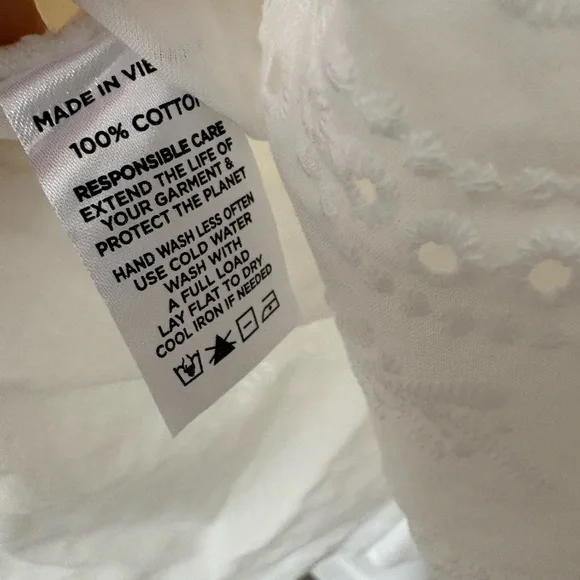 MADE IN VIE
100% COTTO
RESPONSIBLE CARE
EXTEND THE LIFE OF
YOUR GARMENT &
PROTECT THE PLANET
HAND WASH LESS OFTEN
USE COLD WATER
WASH WITH
A FULL LOAD
LAY FLAT TO DRY
COOL IRON IF NEEDED